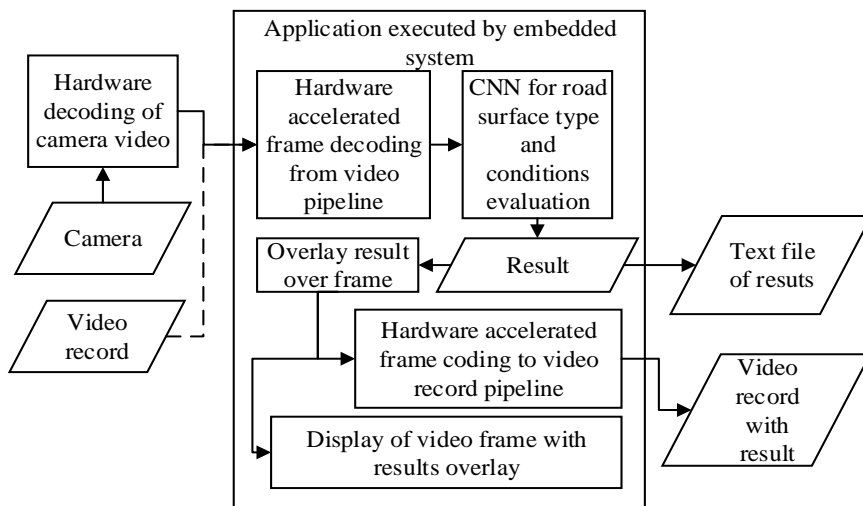 Application executed by embedded
system
Hardware
decoding of
camera video
Hardware
accelerated
frame decoding
from video
pipeline
CNN for road
surface type
and
conditions
evaluation
Camera
Overlay result
over frame
Result
Text file
of resuts
Video
record
Hardware accelerated
frame coding to video
record pipeline
Video
record
with
result
Display of video frame with
results overlay